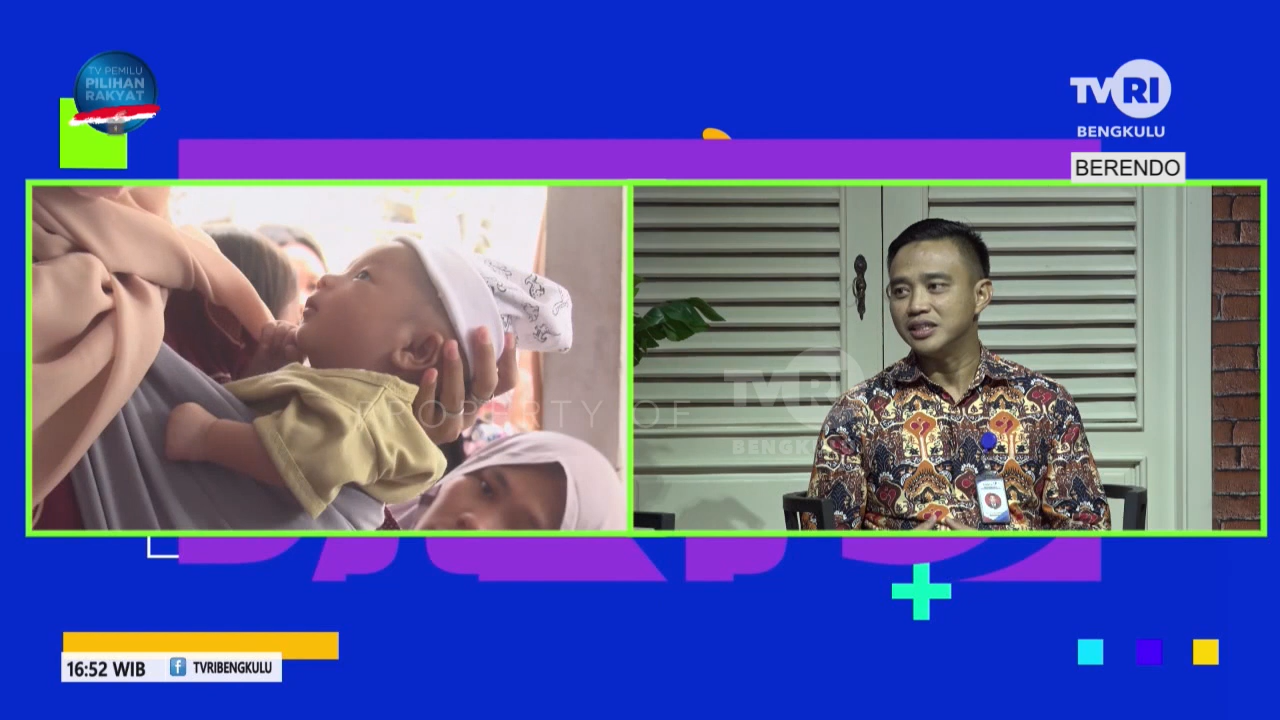 TV PEMILU
PILIHAN
RAKYAT
TVRI
BENGKULU
BERENDO
PROPERTY OF
TVRI
BENGKULU
16:52 WIB
TVRIBENGKULU